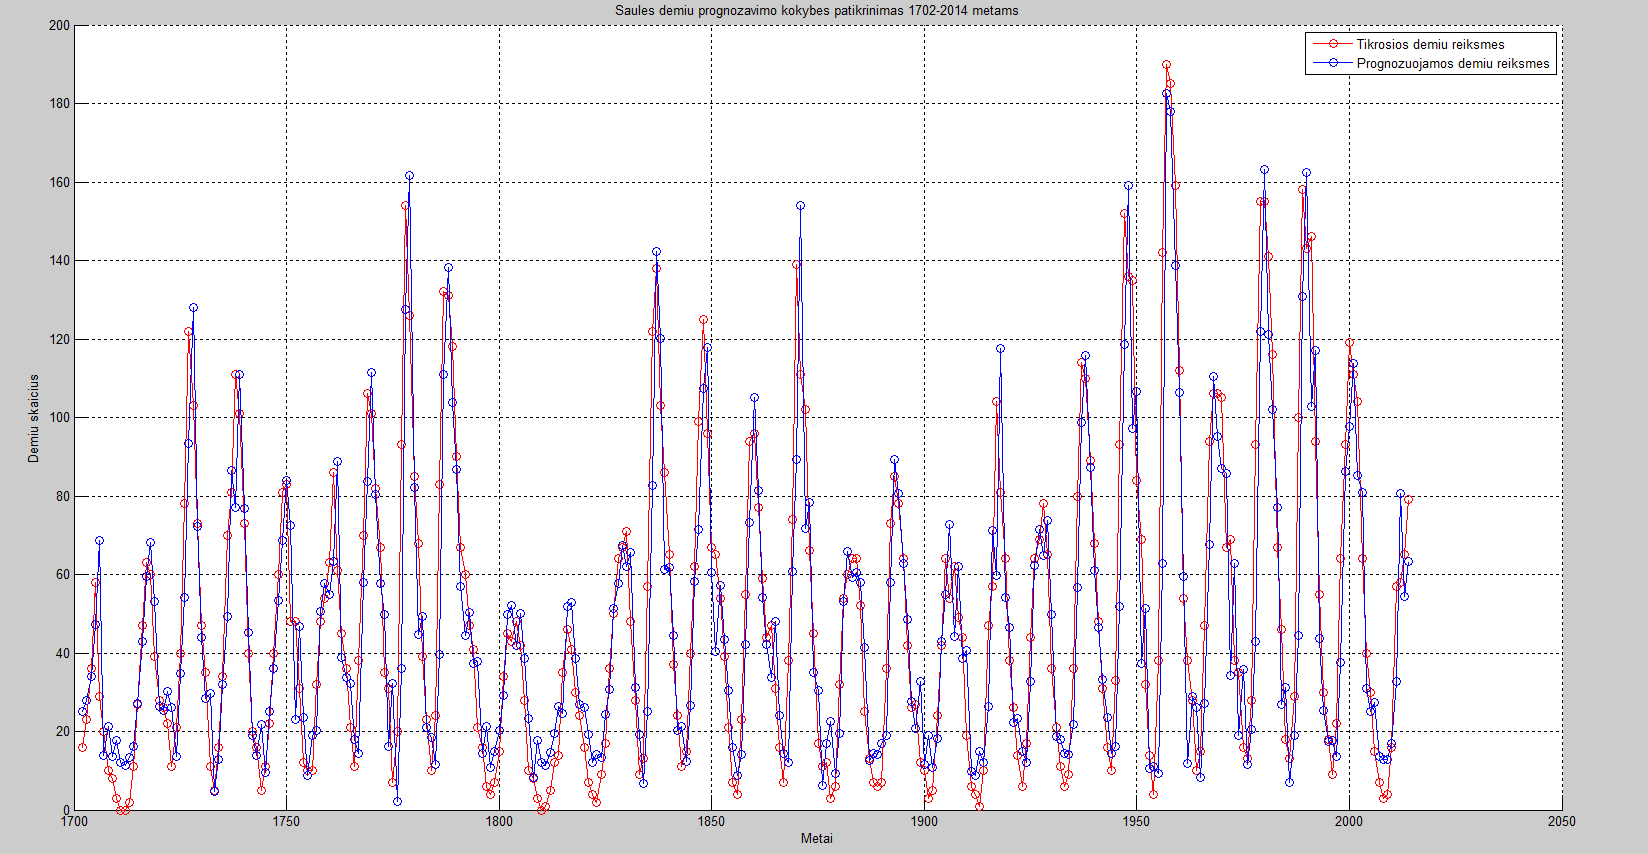 Saules demiu prognozavimo kokybes patikrinimas 1702-2014 metams
Tikrosios demiu reiksmes
Prognozuojamos demiu reiksmes
Demiu skaicius
200
180
160
140
120
100
80
60
40
20
0
1700 1750 1800 1850 1900 1950 2000 2050
Metai